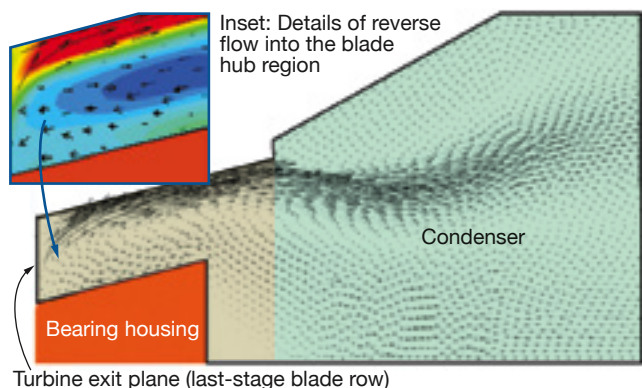 Inset: Details of reverse
flow into the blade
hub region
Condenser
Bearing housing
Turbine exit plane (last-stage blade row)